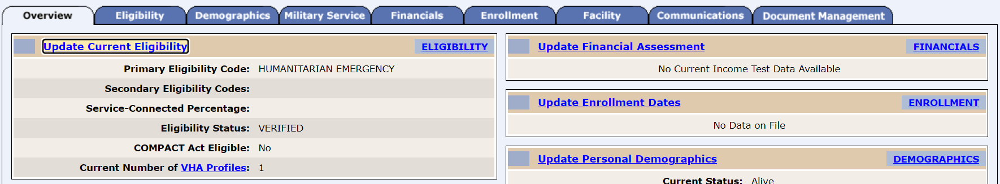 Overview Eligibility Demographics Military Service Financials Enrollment Facility Communications Document Management
Update Current Eligibility ELIGIBILITY
Primary Eligibility Code: HUMANITARIAN EMERGENCY
Secondary Eligibility Codes:
Service-Connected Percentage:
Eligibility Status: VERIFIED
COMPACT Act Eligible: No
Current Number of VHA Profiles: 1
Update Financial Assessment FINANCIALS
No Current Income Test Data Available
Update Enrollment Dates ENROLLMENT
No Data on File
Update Personal Demographics DEMOGRAPHICS
Current Status: Alive